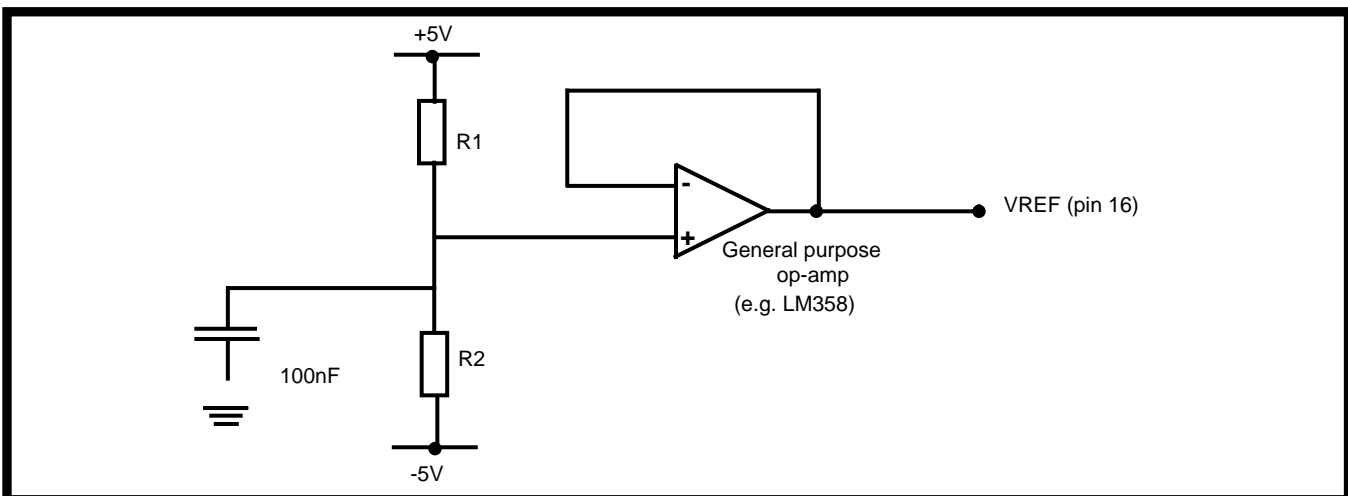 +5V
R1
-
+
VREF (pin 16)
General purpose
op-amp
(e.g. LM358)
R2
100nF
-5V